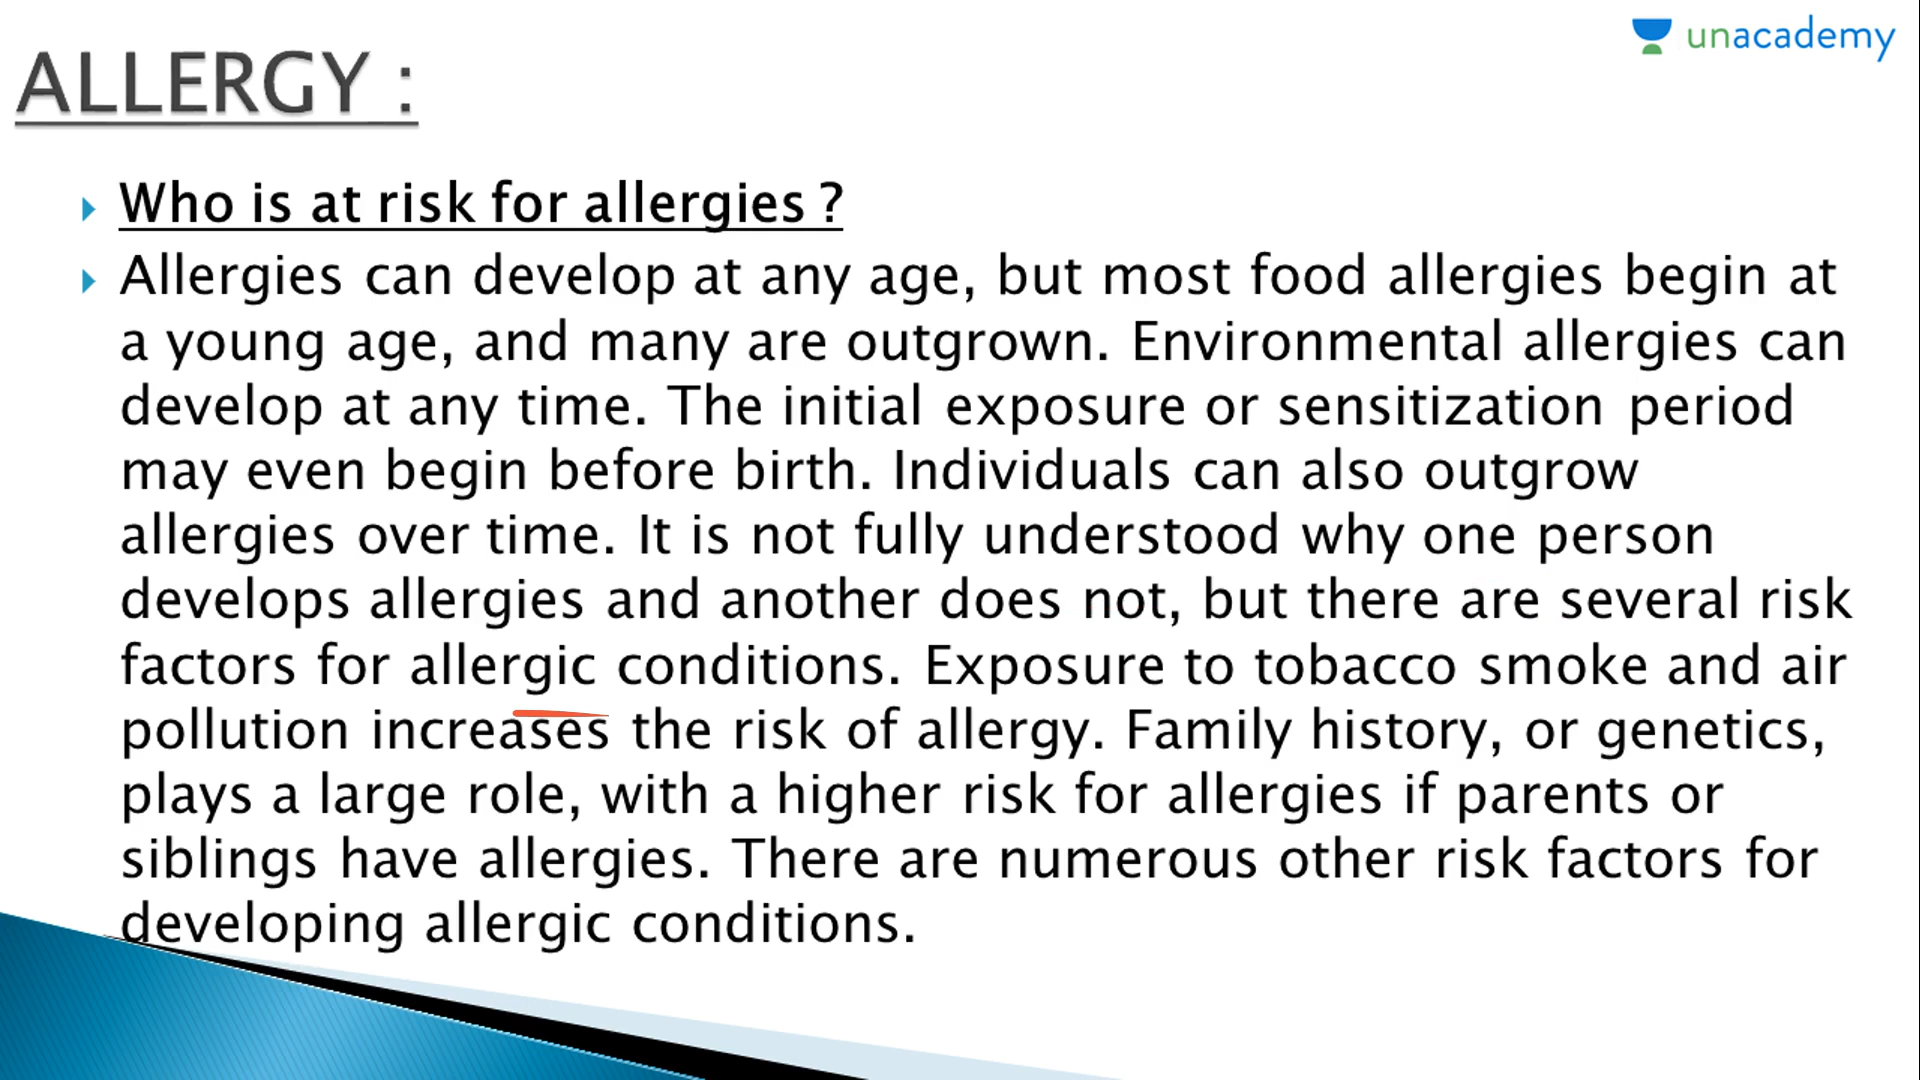 unacademy
ALLERGY :
Who is at risk for allergies ?
Allergies can develop at any age, but most food allergies begin at
a young age, and many are outgrown. Environmental allergies can
develop at any time. The initial exposure or sensitization period
may even begin before birth. Individuals can also outgrow
allergies over time. It is not fully understood why one person
develops allergies and another does not, but there are several risk
factors for allergic conditions. Exposure to tobacco smoke and air
pollution increases the risk of allergy. Family history, or genetics,
plays a large role, with a higher risk for allergies if parents or
siblings have allergies. There are numerous other risk factors for
developing allergic conditions.